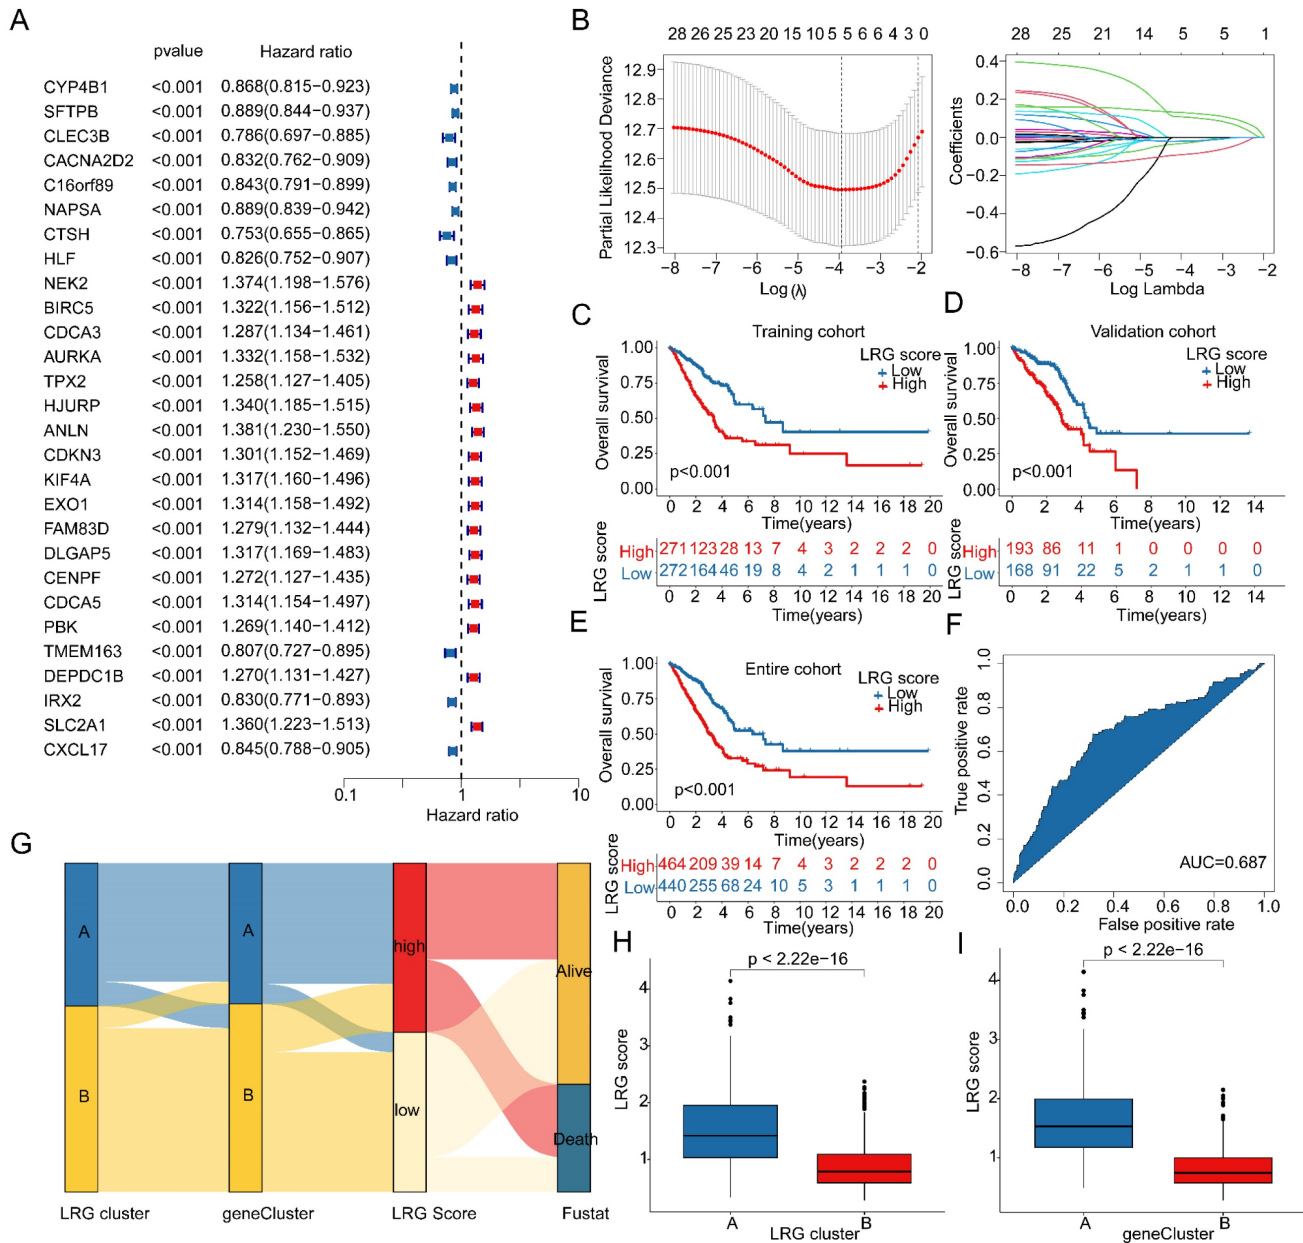 A
pvalue Hazard ratio
CYP4B1 <0.001 0.868(0.815−0.923)
SFTPB <0.001 0.889(0.844−0.937)
CLEC3B <0.001 0.786(0.697−0.885)
CACNA2D2 <0.001 0.832(0.762−0.909)
C16orf89 <0.001 0.843(0.791−0.899)
NAPSA <0.001 0.889(0.839−0.942)
CTSH <0.001 0.753(0.655−0.865)
HLF <0.001 0.826(0.752−0.907)
NEK2 <0.001 1.374(1.198−1.576)
BIRC5 <0.001 1.322(1.156−1.512)
CDCA3 <0.001 1.287(1.134−1.461)
AURKA <0.001 1.332(1.158−1.532)
TPX2 <0.001 1.258(1.127−1.405)
HJURP <0.001 1.340(1.185−1.515)
ANLN <0.001 1.381(1.230−1.550)
CDKN3 <0.001 1.301(1.152−1.469)
KIF4A <0.001 1.317(1.160−1.496)
EXO1 <0.001 1.314(1.158−1.492)
FAM83D <0.001 1.279(1.132−1.444)
DLGAP5 <0.001 1.317(1.169−1.483)
CENPF <0.001 1.272(1.127−1.435)
CDCA5 <0.001 1.314(1.154−1.497)
PBK <0.001 1.269(1.140−1.412)
TMEM163 <0.001 0.807(0.727−0.895)
DEPDC1B <0.001 1.270(1.131−1.427)
IRX2 <0.001 0.830(0.771−0.893)
SLC2A1 <0.001 1.360(1.223−1.513)
CXCL17 <0.001 0.845(0.788−0.905)
0.1 1 10
Hazard ratio
B
28 26 25 23 20 15 10 5 5 6 6 4 3 0
Partial Likelihood Deviance
12.9
12.8
12.7
12.6
12.5
12.4
12.3
−8 −7 −6 −5 −4 −3 −2
Log (λ)
28 25 21 14 5 5 1
Coefficients
0.4
0.2
0.0
−0.2
−0.6
−8 −7 −6 −5 −4 −3 −2
Log Lambda
C
Training cohort
LRG score
Low
High
Overall survival
1.00
0.75
0.50
0.25
0.00
p<0.001
0 2 4 6 8 10 12 14 16 18 20
Time(years)
LRG score
High 271 123 28 13 7 4 3 2 2 2 0
Low 272 164 46 19 8 4 2 1 1 1 0
0 2 4 6 8 10 12 14 16 18 20
Time(years)
D
Validation cohort
LRG score
Low
High
Overall survival
1.00
0.75
0.50
0.25
0.00
p<0.001
0 2 4 6 8 10 12 14
Time(years)
LRG score
High 193 86 11 1 0 0 0 0
Low 168 91 22 5 2 1 1 0
0 2 4 6 8 10 12 14
Time(years)
E
Entire cohort
LRG score
Low
High
Overall survival
1.00
0.75
0.50
0.25
0.00
p<0.001
0 2 4 6 8 10 12 14 16 18 20
Time(years)
LRG score
High 464 209 39 14 7 4 3 2 2 2 0
Low 440 255 68 24 10 5 3 1 1 1 0
0 2 4 6 8 10 12 14 16 18 20
Time(years)
F
True positive rate
1.0
0.8
0.6
0.4
0.2
0.0
AUC=0.687
0.0 0.2 0.4 0.6 0.8 1.0
False positive rate
G
A A high Alive
B B low Death
LRG cluster geneCluster LRG Score Fustat
H
p < 2.22e−16
LRG score
4
3
2
1
A B
LRG cluster
I
p < 2.22e−16
LRG score
4
3
2
1
A B
geneCluster